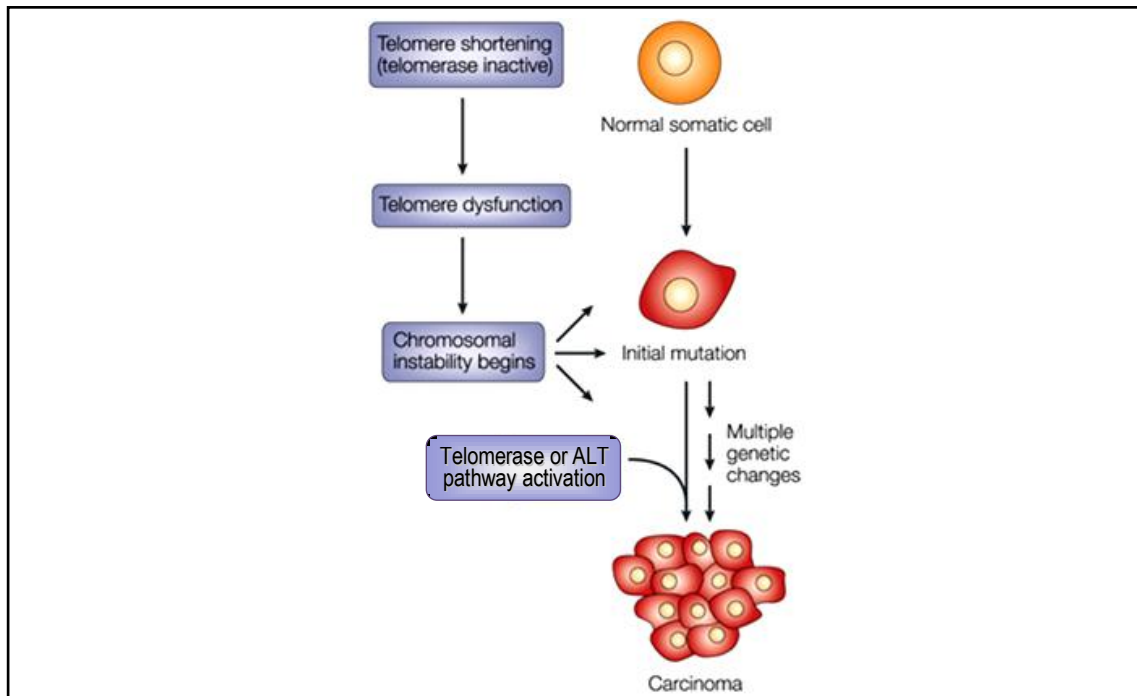 Telomere shortening
(telomerase inactive)
Normal somatic cell
Telomere dysfunction
Chromosomal
instability begins
Initial mutation
Telomerase or ALT
pathway activation
Multiple
genetic
changes
Carcinoma